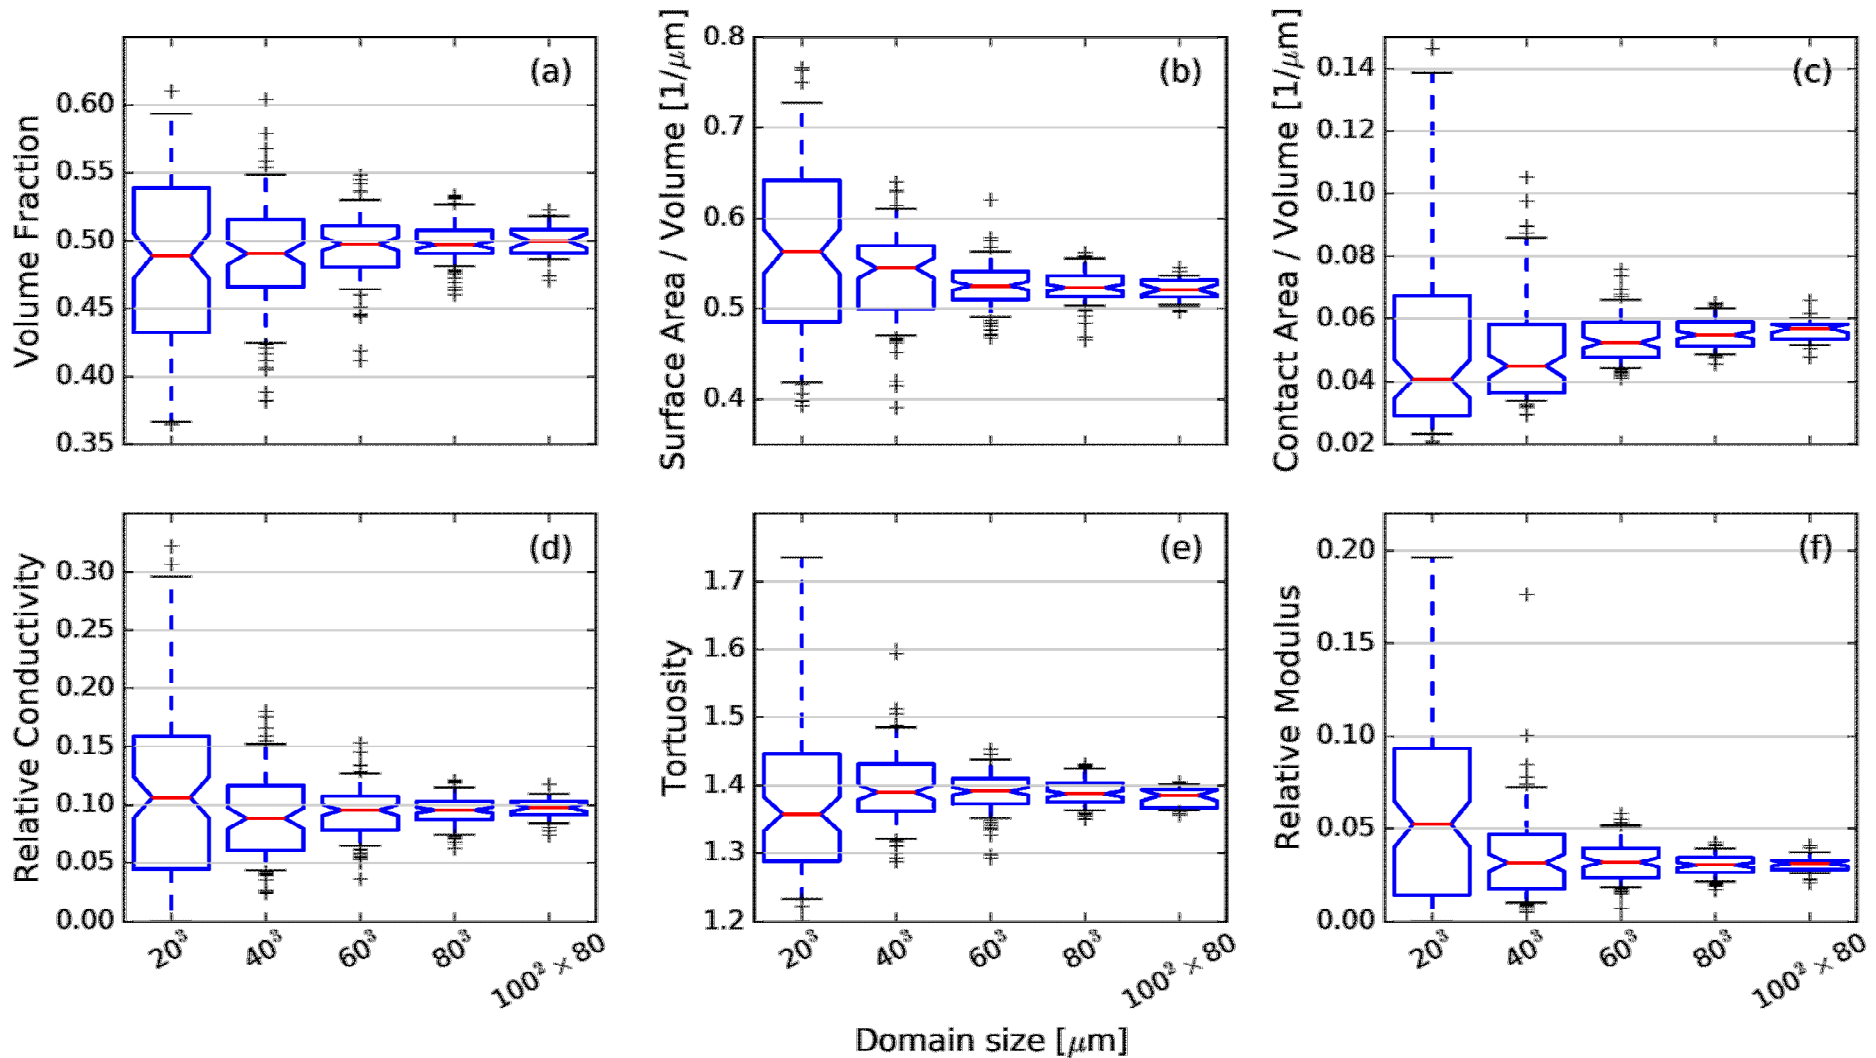 (a)
Volume Fraction
0.60
0.55
0.50
0.45
0.40
0.35
(b)
Surface Area / Volume [1/μm]
0.8
0.7
0.6
0.5
0.4
(c)
Contact Area / Volume [1/μm]
0.14
0.12
0.10
0.08
0.06
0.04
0.02
(d)
Relative Conductivity
0.30
0.25
0.20
0.15
0.10
0.05
0.00
20³ 40³ 60³ 80³ 100² × 80
(e)
Tortuosity
1.7
1.6
1.5
1.4
1.3
1.2
20³ 40³ 60³ 80³ 100² × 80
(f)
Relative Modulus
0.20
0.15
0.10
0.05
0.00
20³ 40³ 60³ 80³ 100² × 80
Domain size [μm]